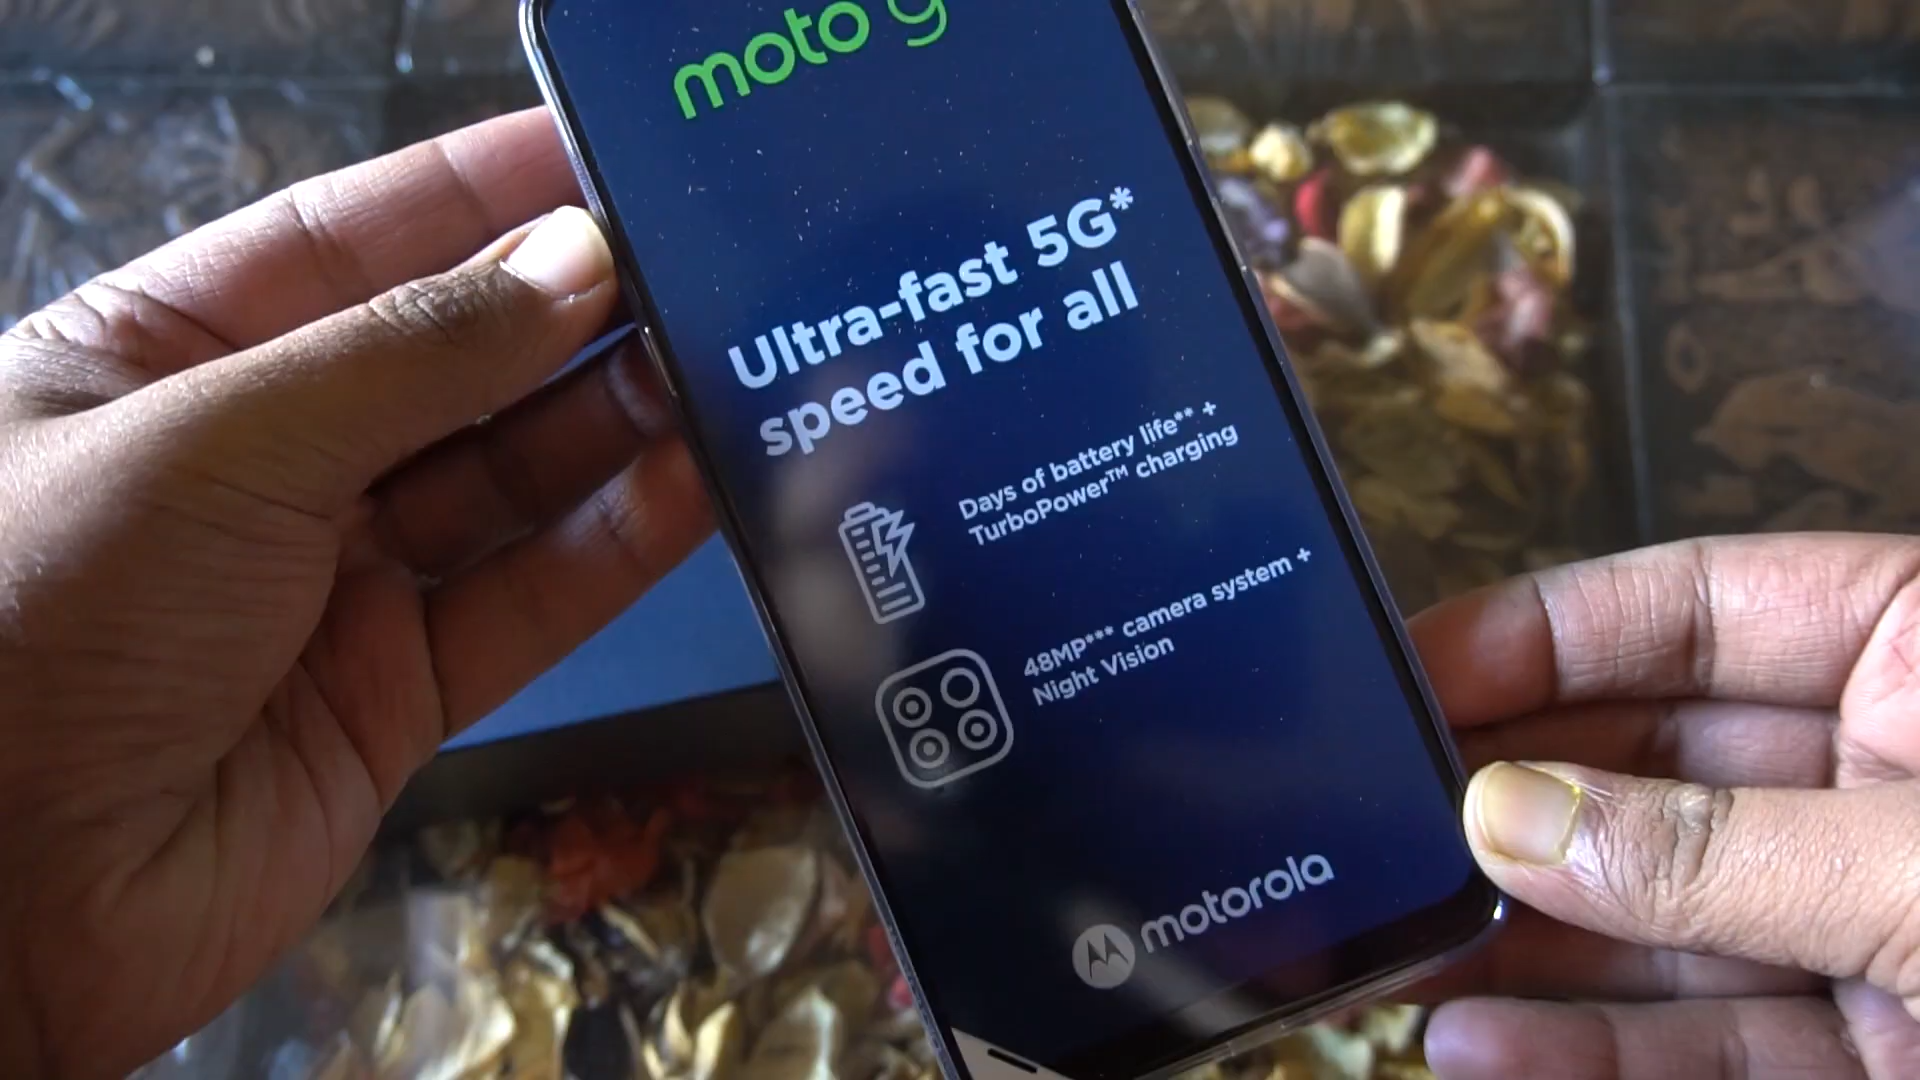 moto g
Ultra-fast 5G*
speed for all
Days of battery life** +
TurboPower™ charging
48MP*** camera system +
Night Vision
motorola